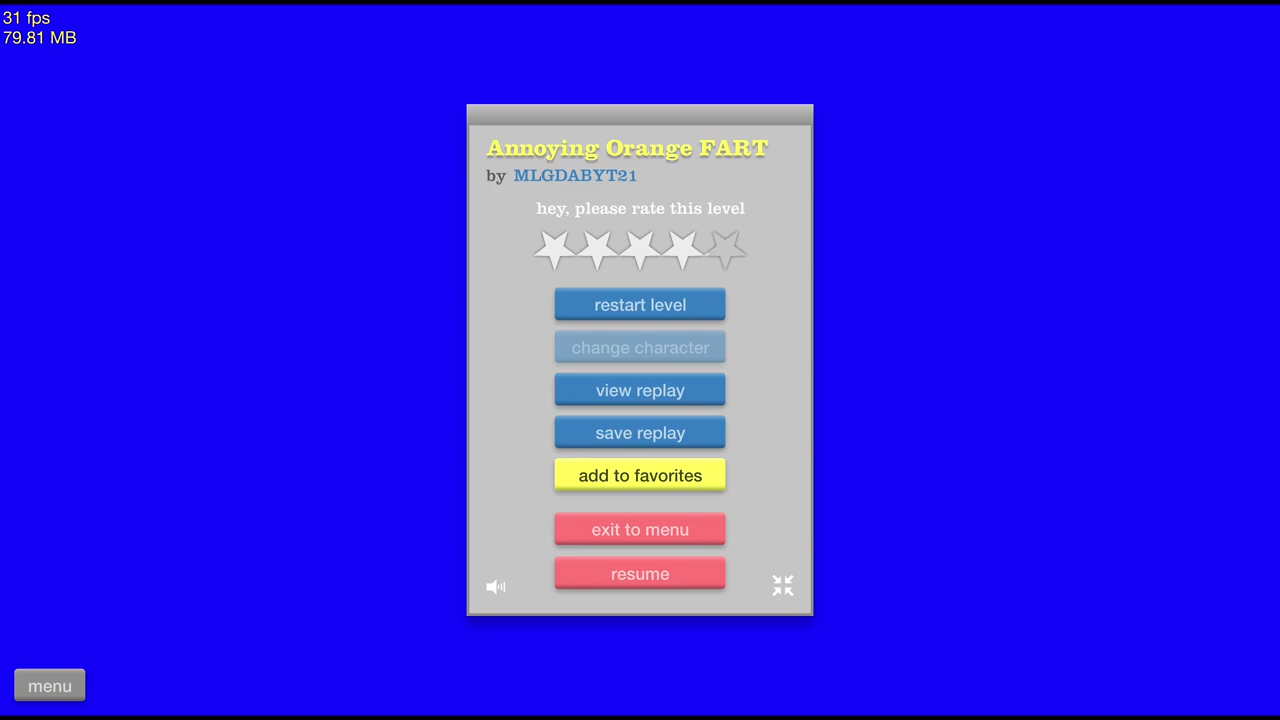 31 fps
79.81 MB
Annoying Orange FART
by MLGDABYT21
hey, please rate this level
restart level
change character
view replay
save replay
add to favorites
exit to menu
resume
menu